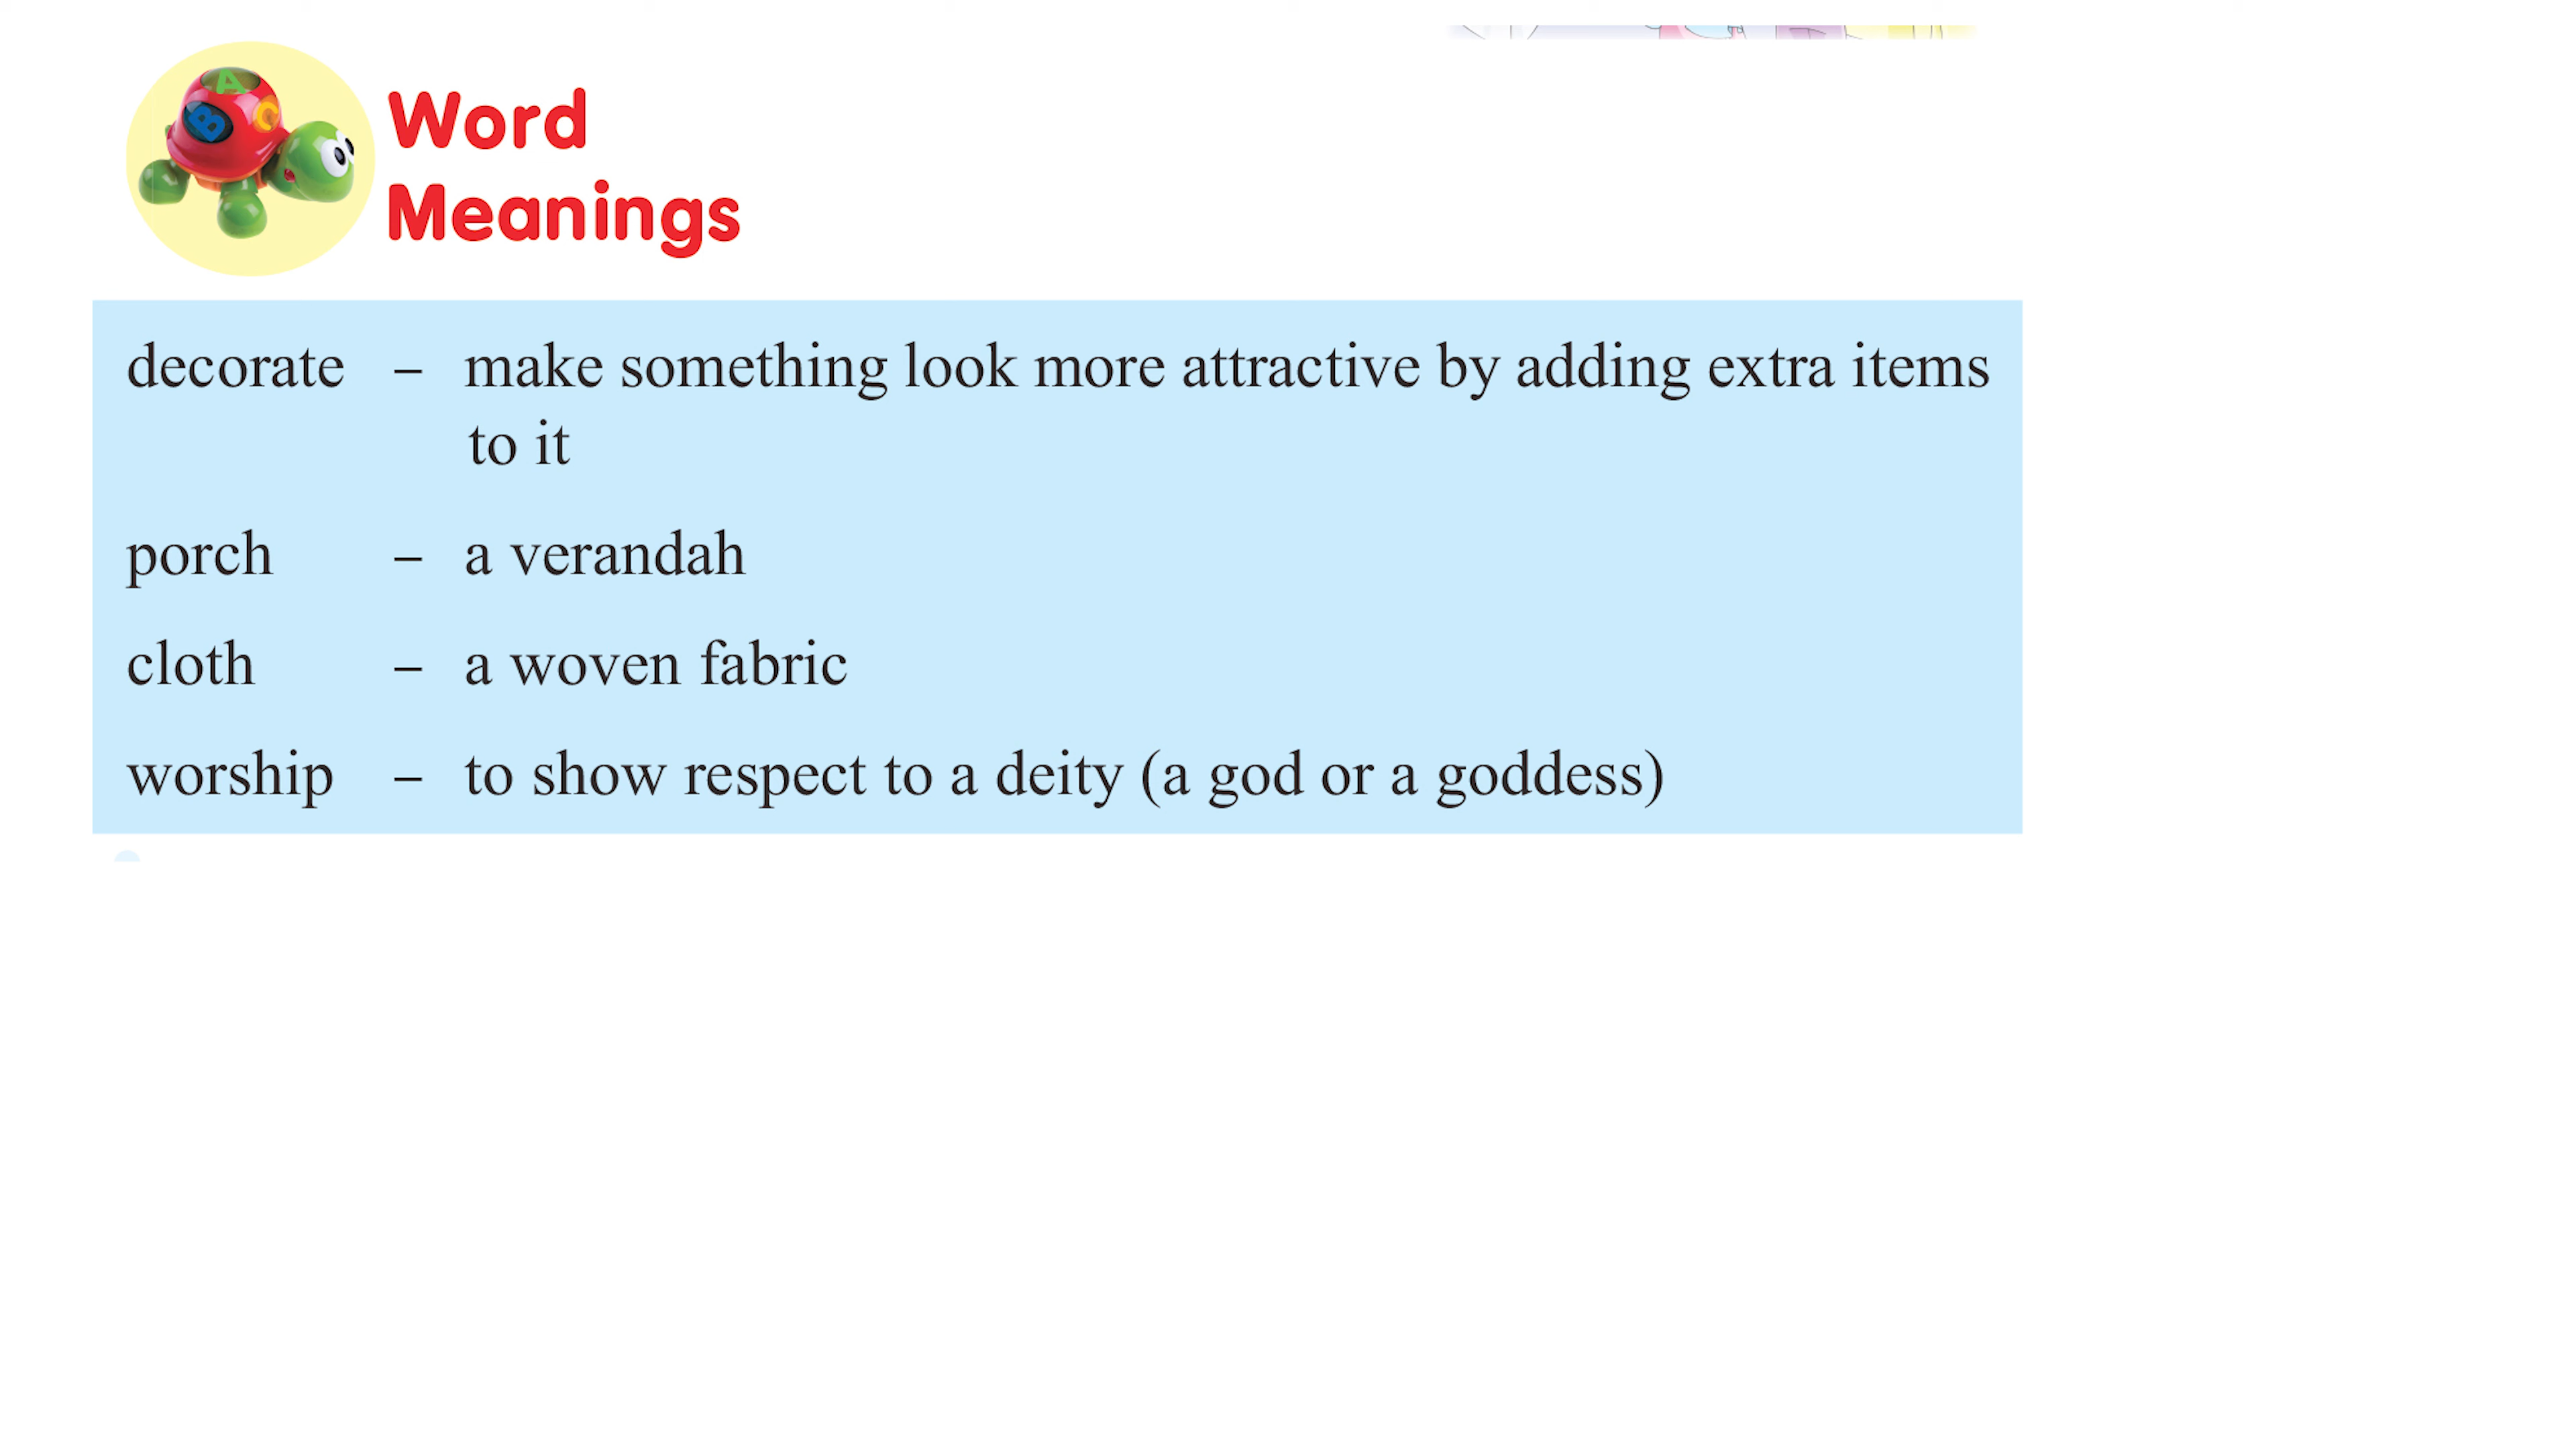 Word
Meanings
decorate – make something look more attractive by adding extra items
to it
porch – a verandah
cloth – a woven fabric
worship – to show respect to a deity (a god or a goddess)
A
B
C